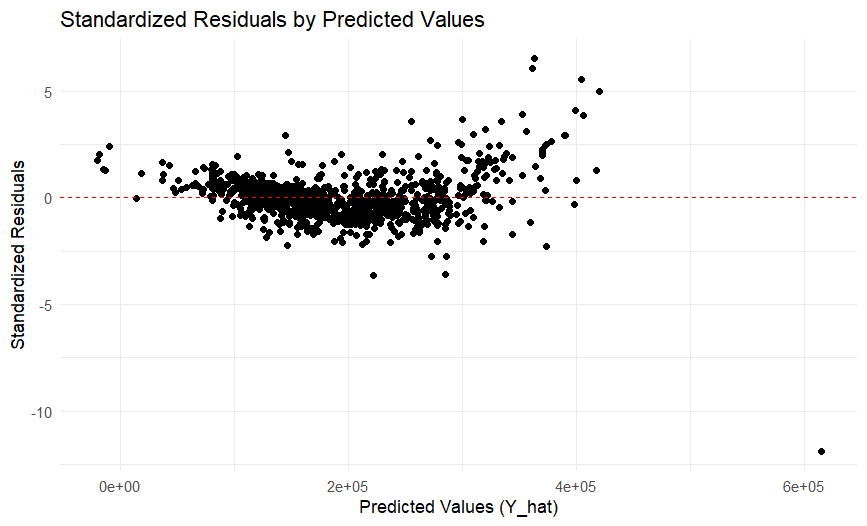 Standardized Residuals by Predicted Values
Standardized Residuals
5
0
-5
-10
0e+00 2e+05 4e+05 6e+05
Predicted Values (Y_hat)